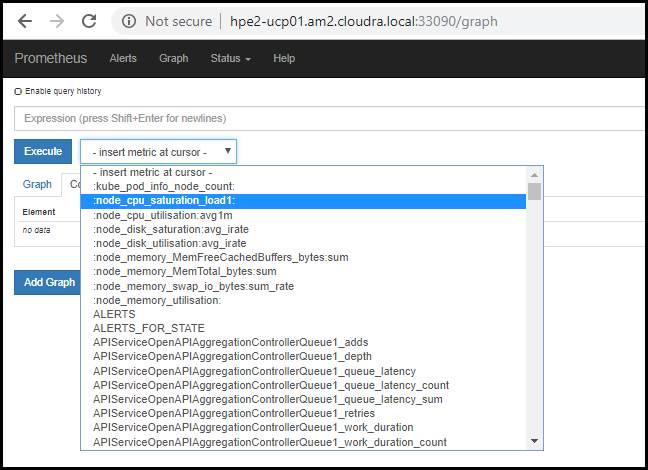 Not secure | hpe2-ucp01.am2.cloudra.local:33090/graph
Prometheus Alerts Graph Status Help
Enable query history
Expression (press Shift+Enter for newlines)
Execute - insert metric at cursor -
- insert metric at cursor -
:kube_pod_info_node_count:
Graph Co :node_cpu_saturation_load1:
Element :node_cpu_utilisation:avg1m
no data :node_disk_saturation:avg_irate
:node_disk_utilisation:avg_irate
:node_memory_MemFreeCachedBuffers_bytes:sum
:node_memory_MemTotal_bytes:sum
Add Graph :node_memory_swap_io_bytes:sum_rate
:node_memory_utilisation:
ALERTS
ALERTS_FOR_STATE
APIServiceOpenAPIAggregationControllerQueue1_adds
APIServiceOpenAPIAggregationControllerQueue1_depth
APIServiceOpenAPIAggregationControllerQueue1_queue_latency
APIServiceOpenAPIAggregationControllerQueue1_queue_latency_count
APIServiceOpenAPIAggregationControllerQueue1_queue_latency_sum
APIServiceOpenAPIAggregationControllerQueue1_retries
APIServiceOpenAPIAggregationControllerQueue1_work_duration
APIServiceOpenAPIAggregationControllerQueue1_work_duration_count